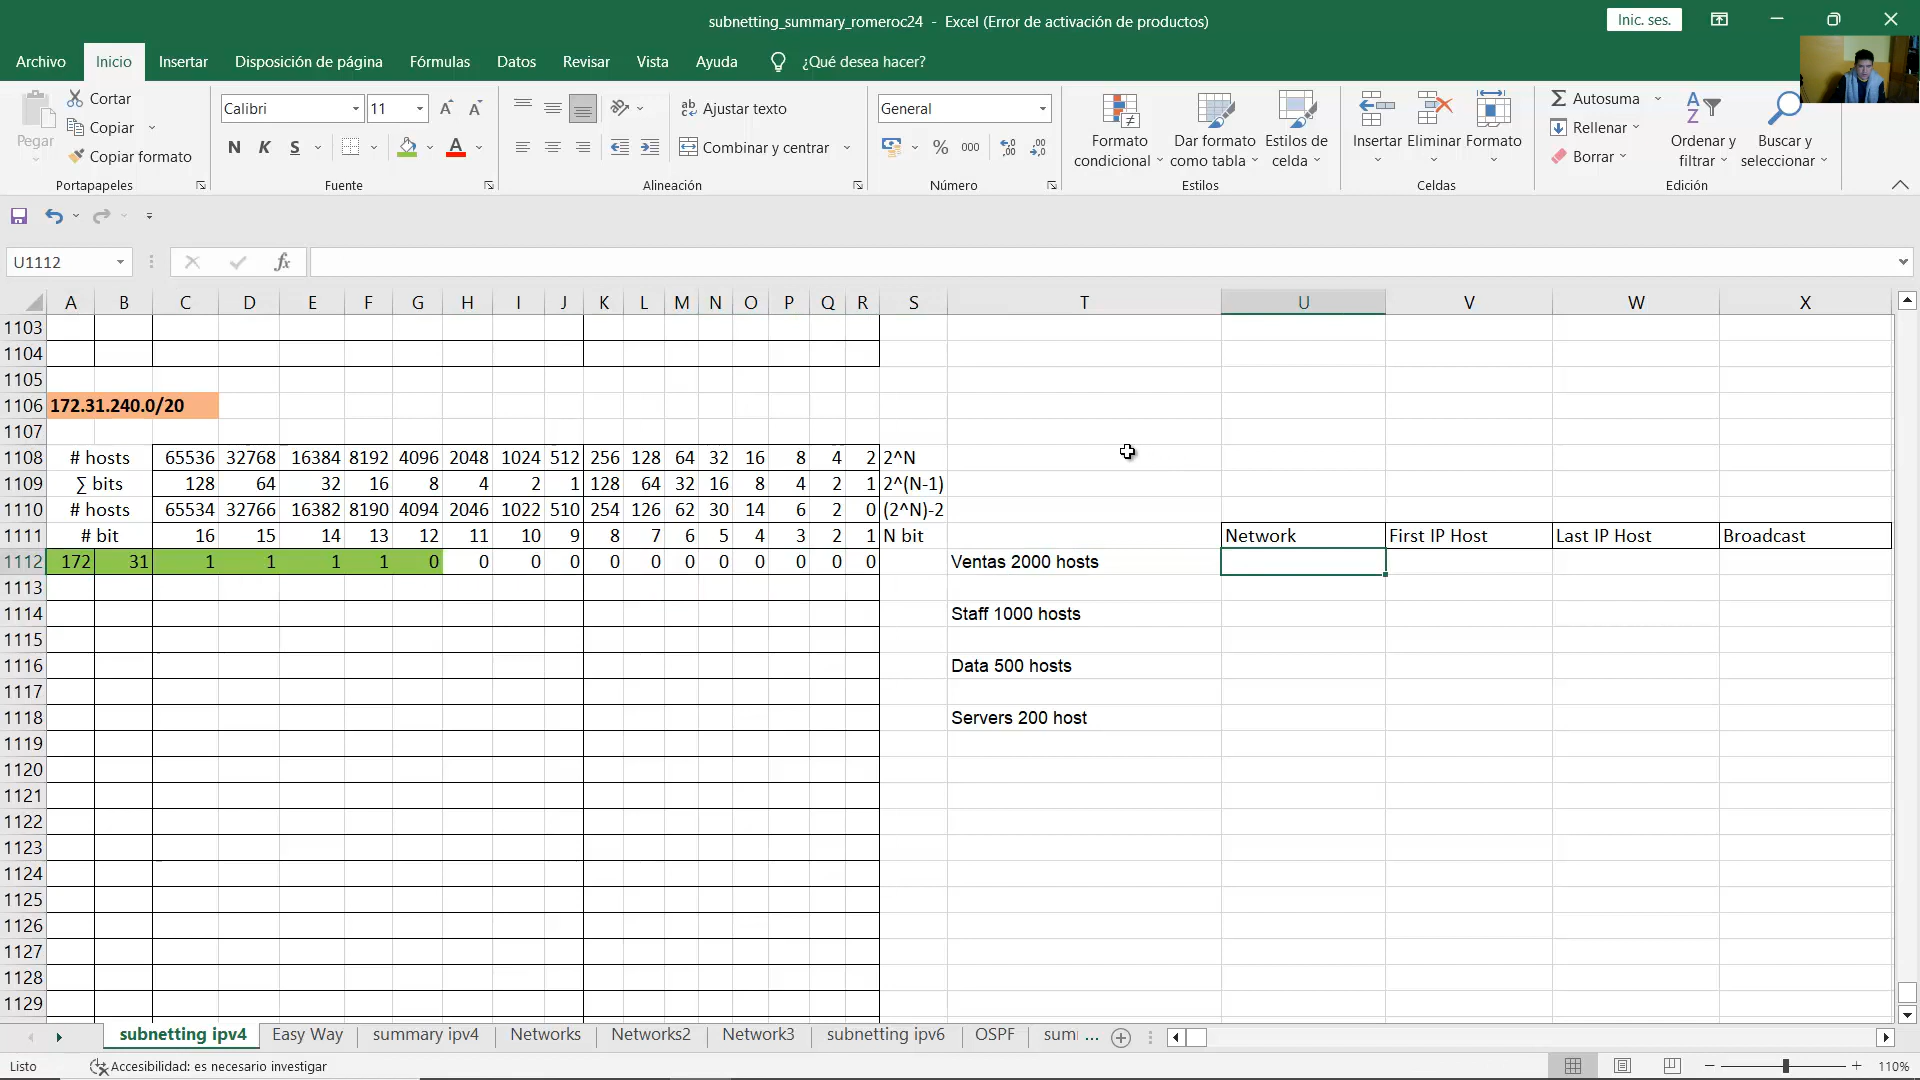 subnetting_summary_romeroc24 - Excel (Error de activación de productos)
Inic. ses.
Archivo Inicio Insertar Disposición de página Fórmulas Datos Revisar Vista Ayuda ¿Qué desea hacer?
Pegar
Cortar
Copiar
Copiar formato
Portapapeles
Calibri 11
N K S
Fuente
Ajustar texto
Combinar y centrar
Alineación
General
% 000
Número
Formato condicional
Dar formato como tabla
Estilos de celda
Estilos
Insertar Eliminar Formato
Celdas
Autosuma
Rellenar
Borrar
Ordenar y filtrar
Buscar y seleccionar
Edición
U1112
fx
A B C D E F G H I J K L M N O P Q R S T U V W X
1103
1104
1105
1106 172.31.240.0/20
1107
1108 # hosts 65536 32768 16384 8192 4096 2048 1024 512 256 128 64 32 16 8 4 2 2^N
1109 ∑ bits 128 64 32 16 8 4 2 1 128 64 32 16 8 4 2 1 2^(N-1)
1110 # hosts 65534 32766 16382 8190 4094 2046 1022 510 254 126 62 30 14 6 2 0 (2^N)-2
1111 # bit 16 15 14 13 12 11 10 9 8 7 6 5 4 3 2 1 N bit Network First IP Host Last IP Host Broadcast
1112 172 31 1 1 1 1 0 0 0 0 0 0 0 0 0 0 0 0 Ventas 2000 hosts
1113
1114 Staff 1000 hosts
1115
1116 Data 500 hosts
1117
1118 Servers 200 host
1119
1120
1121
1122
1123
1124
1125
1126
1127
1128
1129
subnetting ipv4 Easy Way summary ipv4 Networks Networks2 Network3 subnetting ipv6 OSPF sum ...
Listo Accesibilidad: es necesario investigar 110%